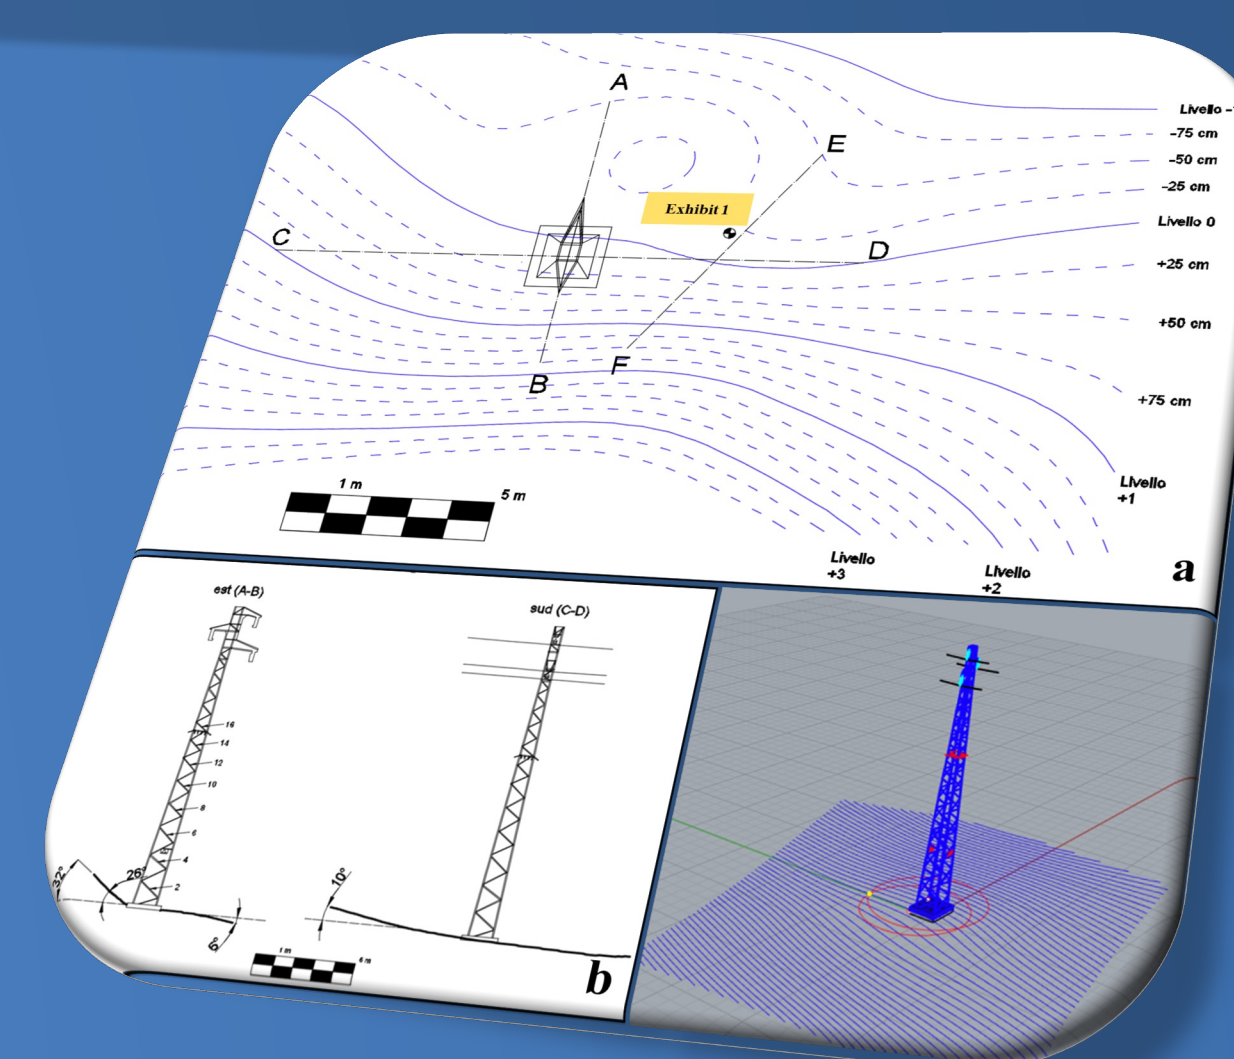 A
E
Livello -
-75 cm
-50 cm
-25 cm
Exhibit 1
Livello 0
C
D
+25 cm
+50 cm
F
B
+75 cm
1 m
5 m
Livello
+1
Livello
+3
Livello
+2
a
est (A-B)
sud (C-D)
16
14
12
10
8
6
4
2
32°
26°
6°
10°
1 m
6 m
b